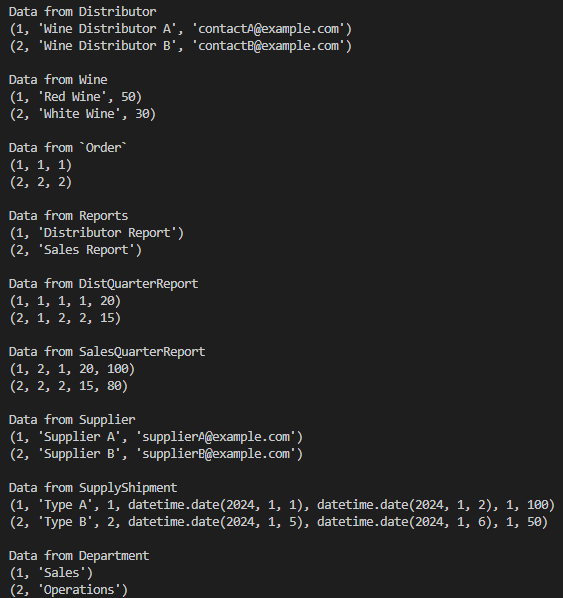 Data from Distributor
(1, 'Wine Distributor A', 'contactA@example.com')
(2, 'Wine Distributor B', 'contactB@example.com')
Data from Wine
(1, 'Red Wine', 50)
(2, 'White Wine', 30)
Data from `Order`
(1, 1, 1)
(2, 2, 2)
Data from Reports
(1, 'Distributor Report')
(2, 'Sales Report')
Data from DistQuarterReport
(1, 1, 1, 1, 20)
(2, 1, 2, 2, 15)
Data from SalesQuarterReport
(1, 2, 1, 20, 100)
(2, 2, 2, 15, 80)
Data from Supplier
(1, 'Supplier A', 'supplierA@example.com')
(2, 'Supplier B', 'supplierB@example.com')
Data from SupplyShipment
(1, 'Type A', 1, datetime.date(2024, 1, 1), datetime.date(2024, 1, 2), 1, 100)
(2, 'Type B', 2, datetime.date(2024, 1, 5), datetime.date(2024, 1, 6), 1, 50)
Data from Department
(1, 'Sales')
(2, 'Operations')